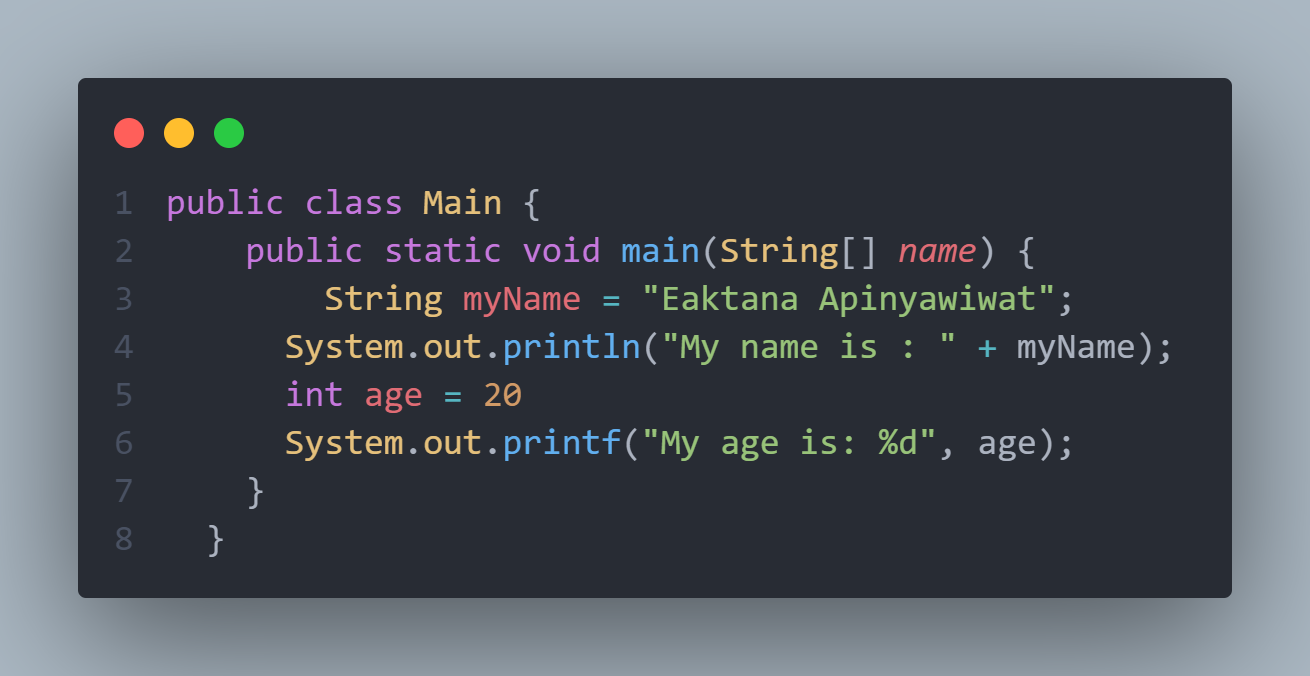 1 public class Main {
2     public static void main(String[] name) {
3         String myName = "Eaktana Apinyawiwat";
4       System.out.println("My name is : " + myName);
5       int age = 20
6       System.out.printf("My age is: %d", age);
7     }
8   }